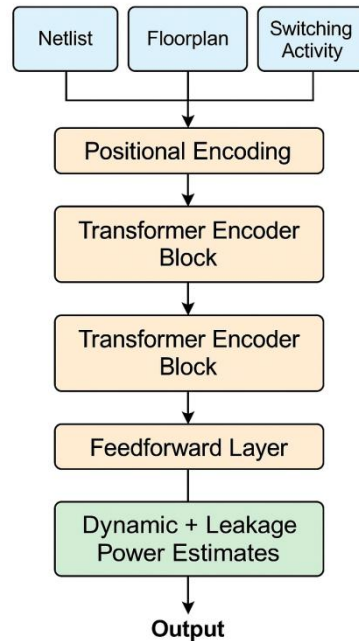 Netlist
Floorplan
Switching
Activity
Positional Encoding
Transformer Encoder
Block
Transformer Encoder
Block
Feedforward Layer
Dynamic + Leakage
Power Estimates
Output